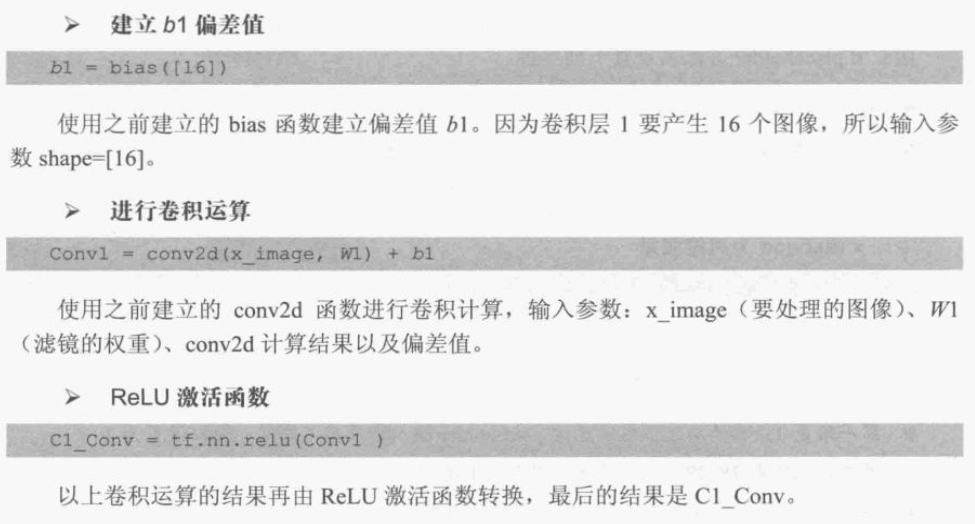 ➢ 建立 b1 偏差值
b1 = bias([16])
使用之前建立的 bias 函数建立偏差值 b1。因为卷积层 1 要产生 16 个图像，所以输入参
数 shape=[16]。
➢ 进行卷积运算
Conv1 = conv2d(x_image, W1) + b1
使用之前建立的 conv2d 函数进行卷积计算，输入参数：x_image（要处理的图像）、W1
（滤镜的权重）、conv2d 计算结果以及偏差值。
➢ ReLU 激活函数
C1_Conv = tf.nn.relu(Conv1 )
以上卷积运算的结果再由 ReLU 激活函数转换，最后的结果是 C1_Conv。